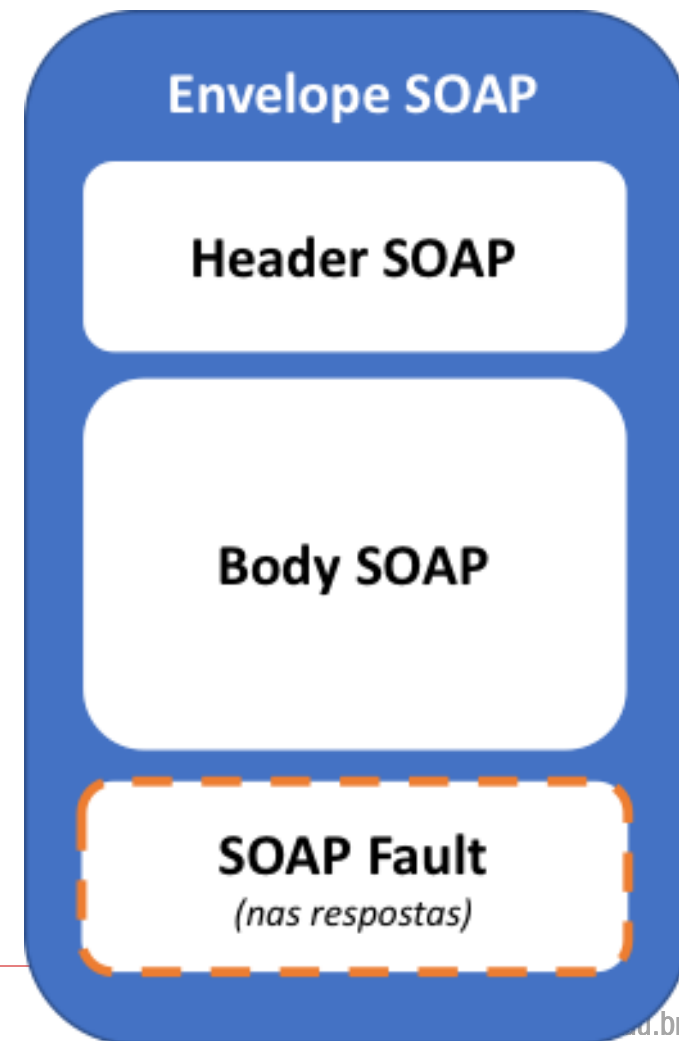 Envelope SOAP
Header SOAP
Body SOAP
SOAP Fault
(nas respostas)